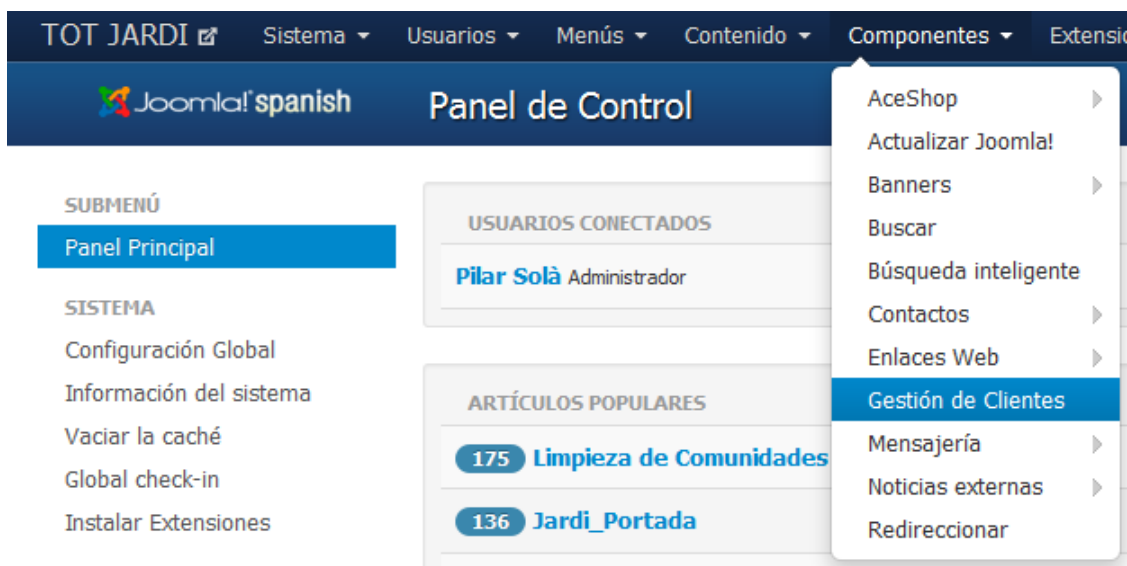 TOT JARDI Sistema Usuarios Menús Contenido Componentes
Joomla! spanish Panel de Control
SUBMENÚ
Panel Principal
SISTEMA
Configuración Global
Información del sistema
Vaciar la caché
Global check-in
Instalar Extensiones
USUARIOS CONECTADOS
Pilar Solà Administrador
ARTÍCULOS POPULARES
175 Limpieza de Comunidades
136 Jardi_Portada
AceShop
Actualizar Joomla!
Banners
Buscar
Búsqueda inteligente
Contactos
Enlaces Web
Gestión de Clientes
Mensajería
Noticias externas
Redireccionar